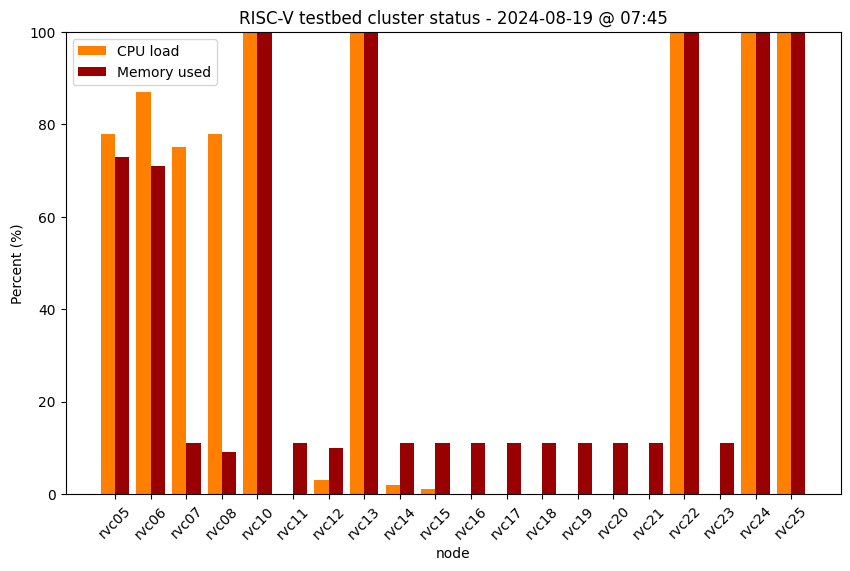 RISC-V testbed cluster status - 2024-08-19 @ 07:45
CPU load
Memory used
Percent (%)
100
80
60
40
20
0
rvc05
rvc06
rvc07
rvc08
rvc10
rvc11
rvc12
rvc13
rvc14
rvc15
rvc16
rvc17
rvc18
rvc19
rvc20
rvc21
rvc22
rvc23
rvc24
rvc25
node